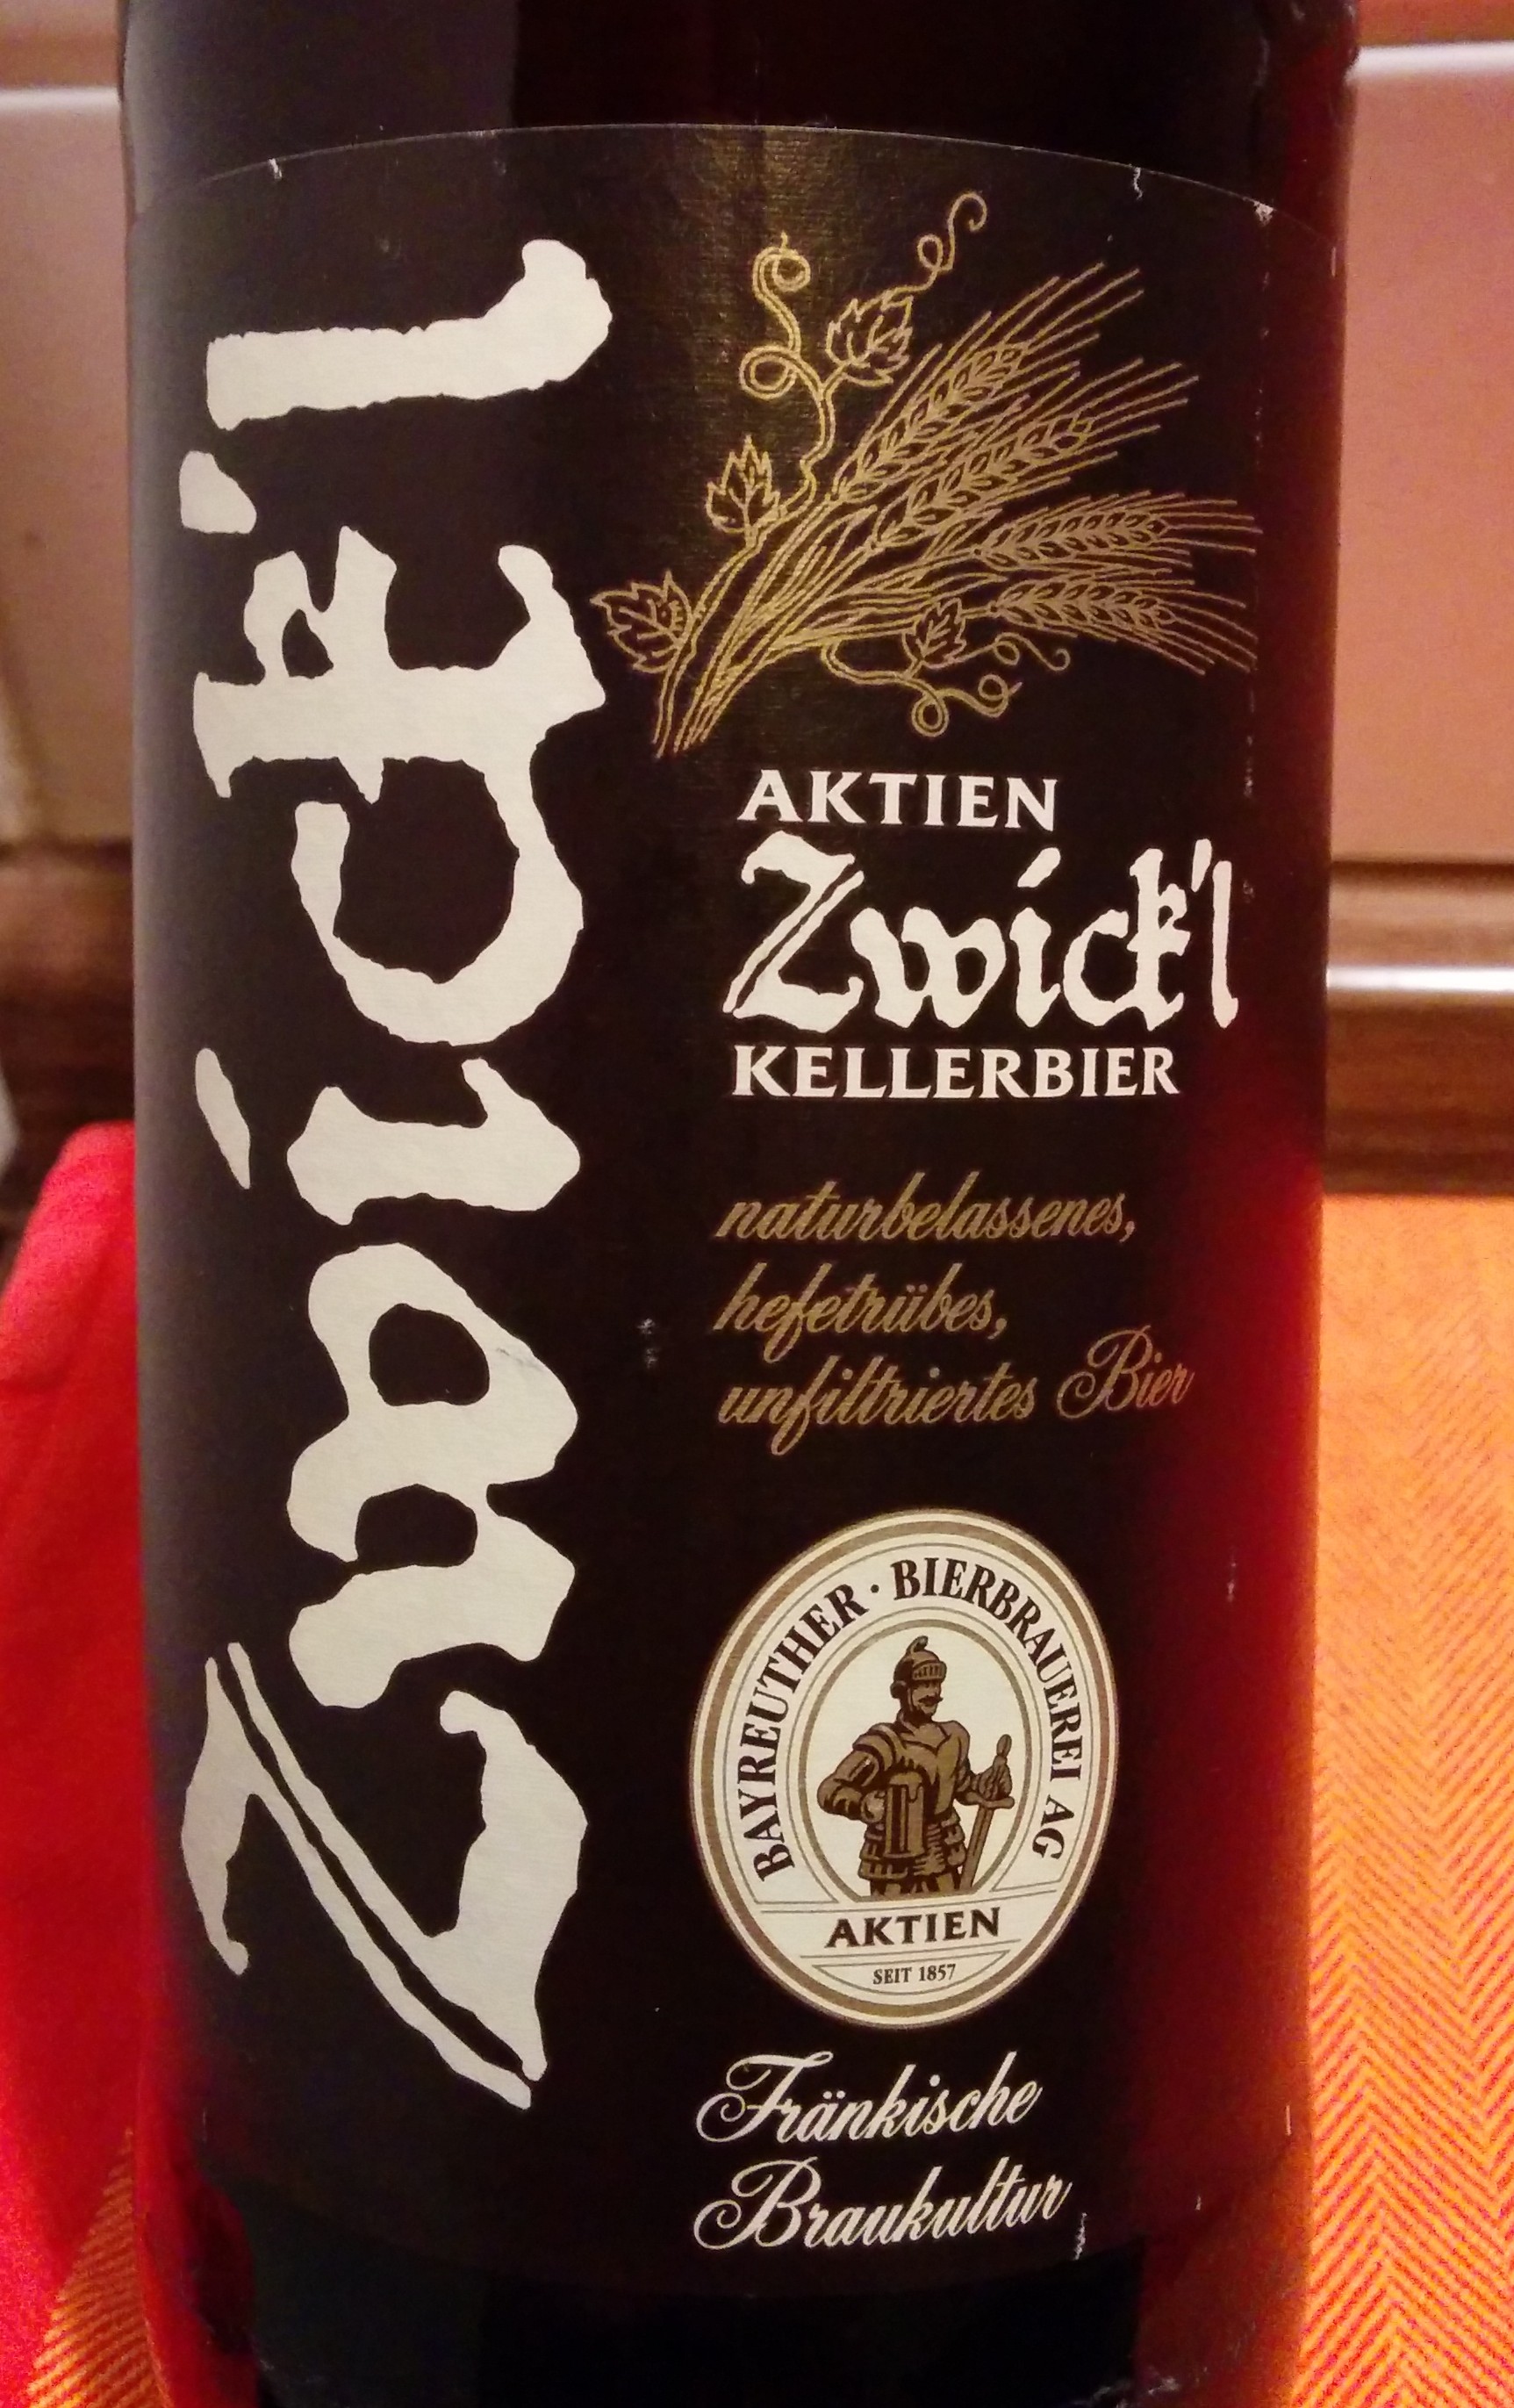 Zwick'l
AKTIEN
Zwick'l
KELLERBIER
naturbelassenes,
hefetrübes,
unfiltriertes Bier
BAYREUTHER · BIERBRAUEREI AG
AKTIEN
SEIT 1857
Fränkische
Braukultur